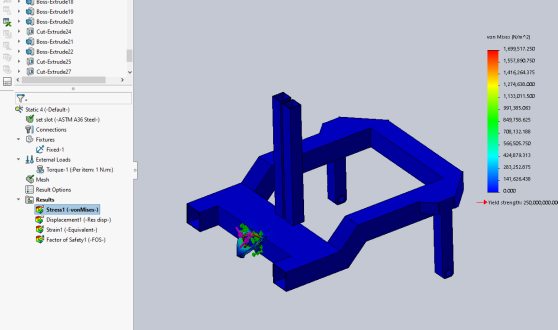 Boss-Extrude18
Boss-Extrude19
Boss-Extrude20
Cut-Extrude24
Boss-Extrude21
Boss-Extrude22
Cut-Extrude25
Cut-Extrude27
Static 4 (-Default-)
set slot (-ASTM A36 Steel-)
Connections
Fixtures
Fixed-1
External Loads
Torque-1 (:Per item: 1 N.m:)
Mesh
Result Options
Results
Stress1 (-vonMises-)
Displacement1 (-Res disp-)
Strain1 (-Equivalent-)
Factor of Safety1 (-FOS-)
von Mises (N/m^2)
1,699,517.250
1,557,890.750
1,416,264.375
1,274,638.000
1,133,011.500
991,385.063
849,758.625
708,132.188
566,505.750
424,879.313
283,252.875
141,626.438
0.000
Yield strength: 250,000,000.00